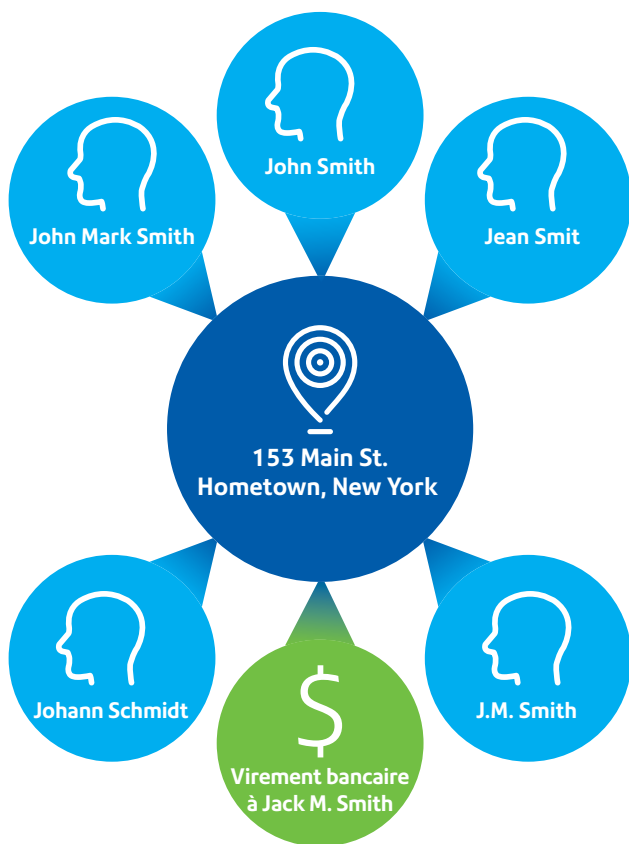 John Smith
John Mark Smith
Jean Smit
153 Main St.
Hometown, New York
Johann Schmidt
J.M. Smith
$
Virement bancaire
à Jack M. Smith